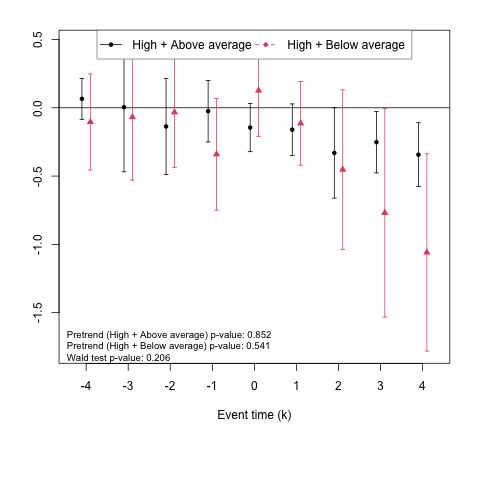 High + Above average High + Below average
0.5
0.0
-0.5
-1.0
-1.5
Pretrend (High + Above average) p-value: 0.852
Pretrend (High + Below average) p-value: 0.541
Wald test p-value: 0.206
-4 -3 -2 -1 0 1 2 3 4
Event time (k)